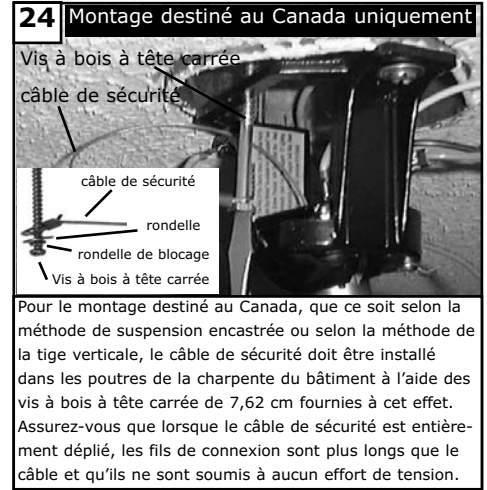 24 Montage destiné au Canada uniquement
Vis à bois à tête carrée
câble de sécurité
câble de sécurité
rondelle
rondelle de blocage
Vis à bois à tête carrée
Pour le montage destiné au Canada, que ce soit selon la
méthode de suspension encastrée ou selon la méthode de
la tige verticale, le câble de sécurité doit être installé
dans les poutres de la charpente du bâtiment à l’aide des
vis à bois à tête carrée de 7,62 cm fournies à cet effet.
Assurez-vous que lorsque le câble de sécurité est entière-
ment déplié, les fils de connexion sont plus longs que le
câble et qu’ils ne sont soumis à aucun effort de tension.